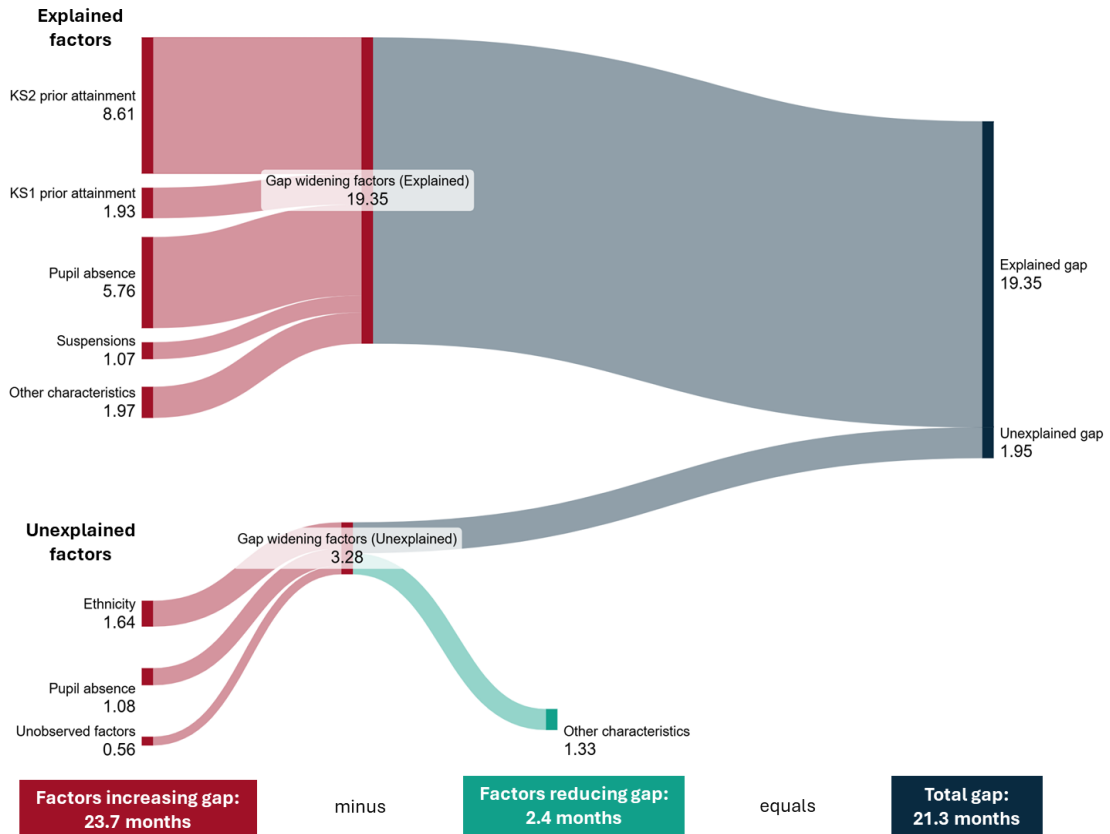 Explained
factors
KS2 prior attainment
8.61
KS1 prior attainment
1.93
Gap widening factors (Explained)
19.35
Pupil absence
5.76
Explained gap
19.35
Suspensions
1.07
Other characteristics
1.97
Unexplained gap
1.95
Unexplained
factors
Gap widening factors (Unexplained)
3.28
Ethnicity
1.64
Pupil absence
1.08
Unobserved factors
0.56
Other characteristics
1.33
Factors increasing gap:
23.7 months
minus
Factors reducing gap:
2.4 months
equals
Total gap:
21.3 months